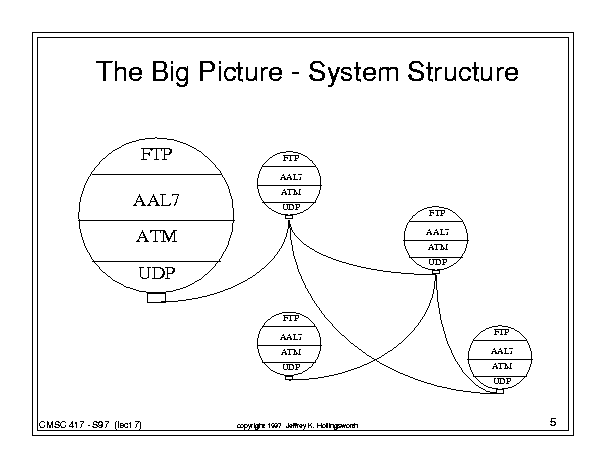 The Big Picture - System Structure
FTP
AAL7
ATM
UDP
FTP
AAL7
ATM
UDP
FTP
AAL7
ATM
UDP
FTP
AAL7
ATM
UDP
FTP
AAL7
ATM
UDP
CMSC 417 - S97 (lect 7)
copyright 1997 Jeffrey K. Hollingsworth
5